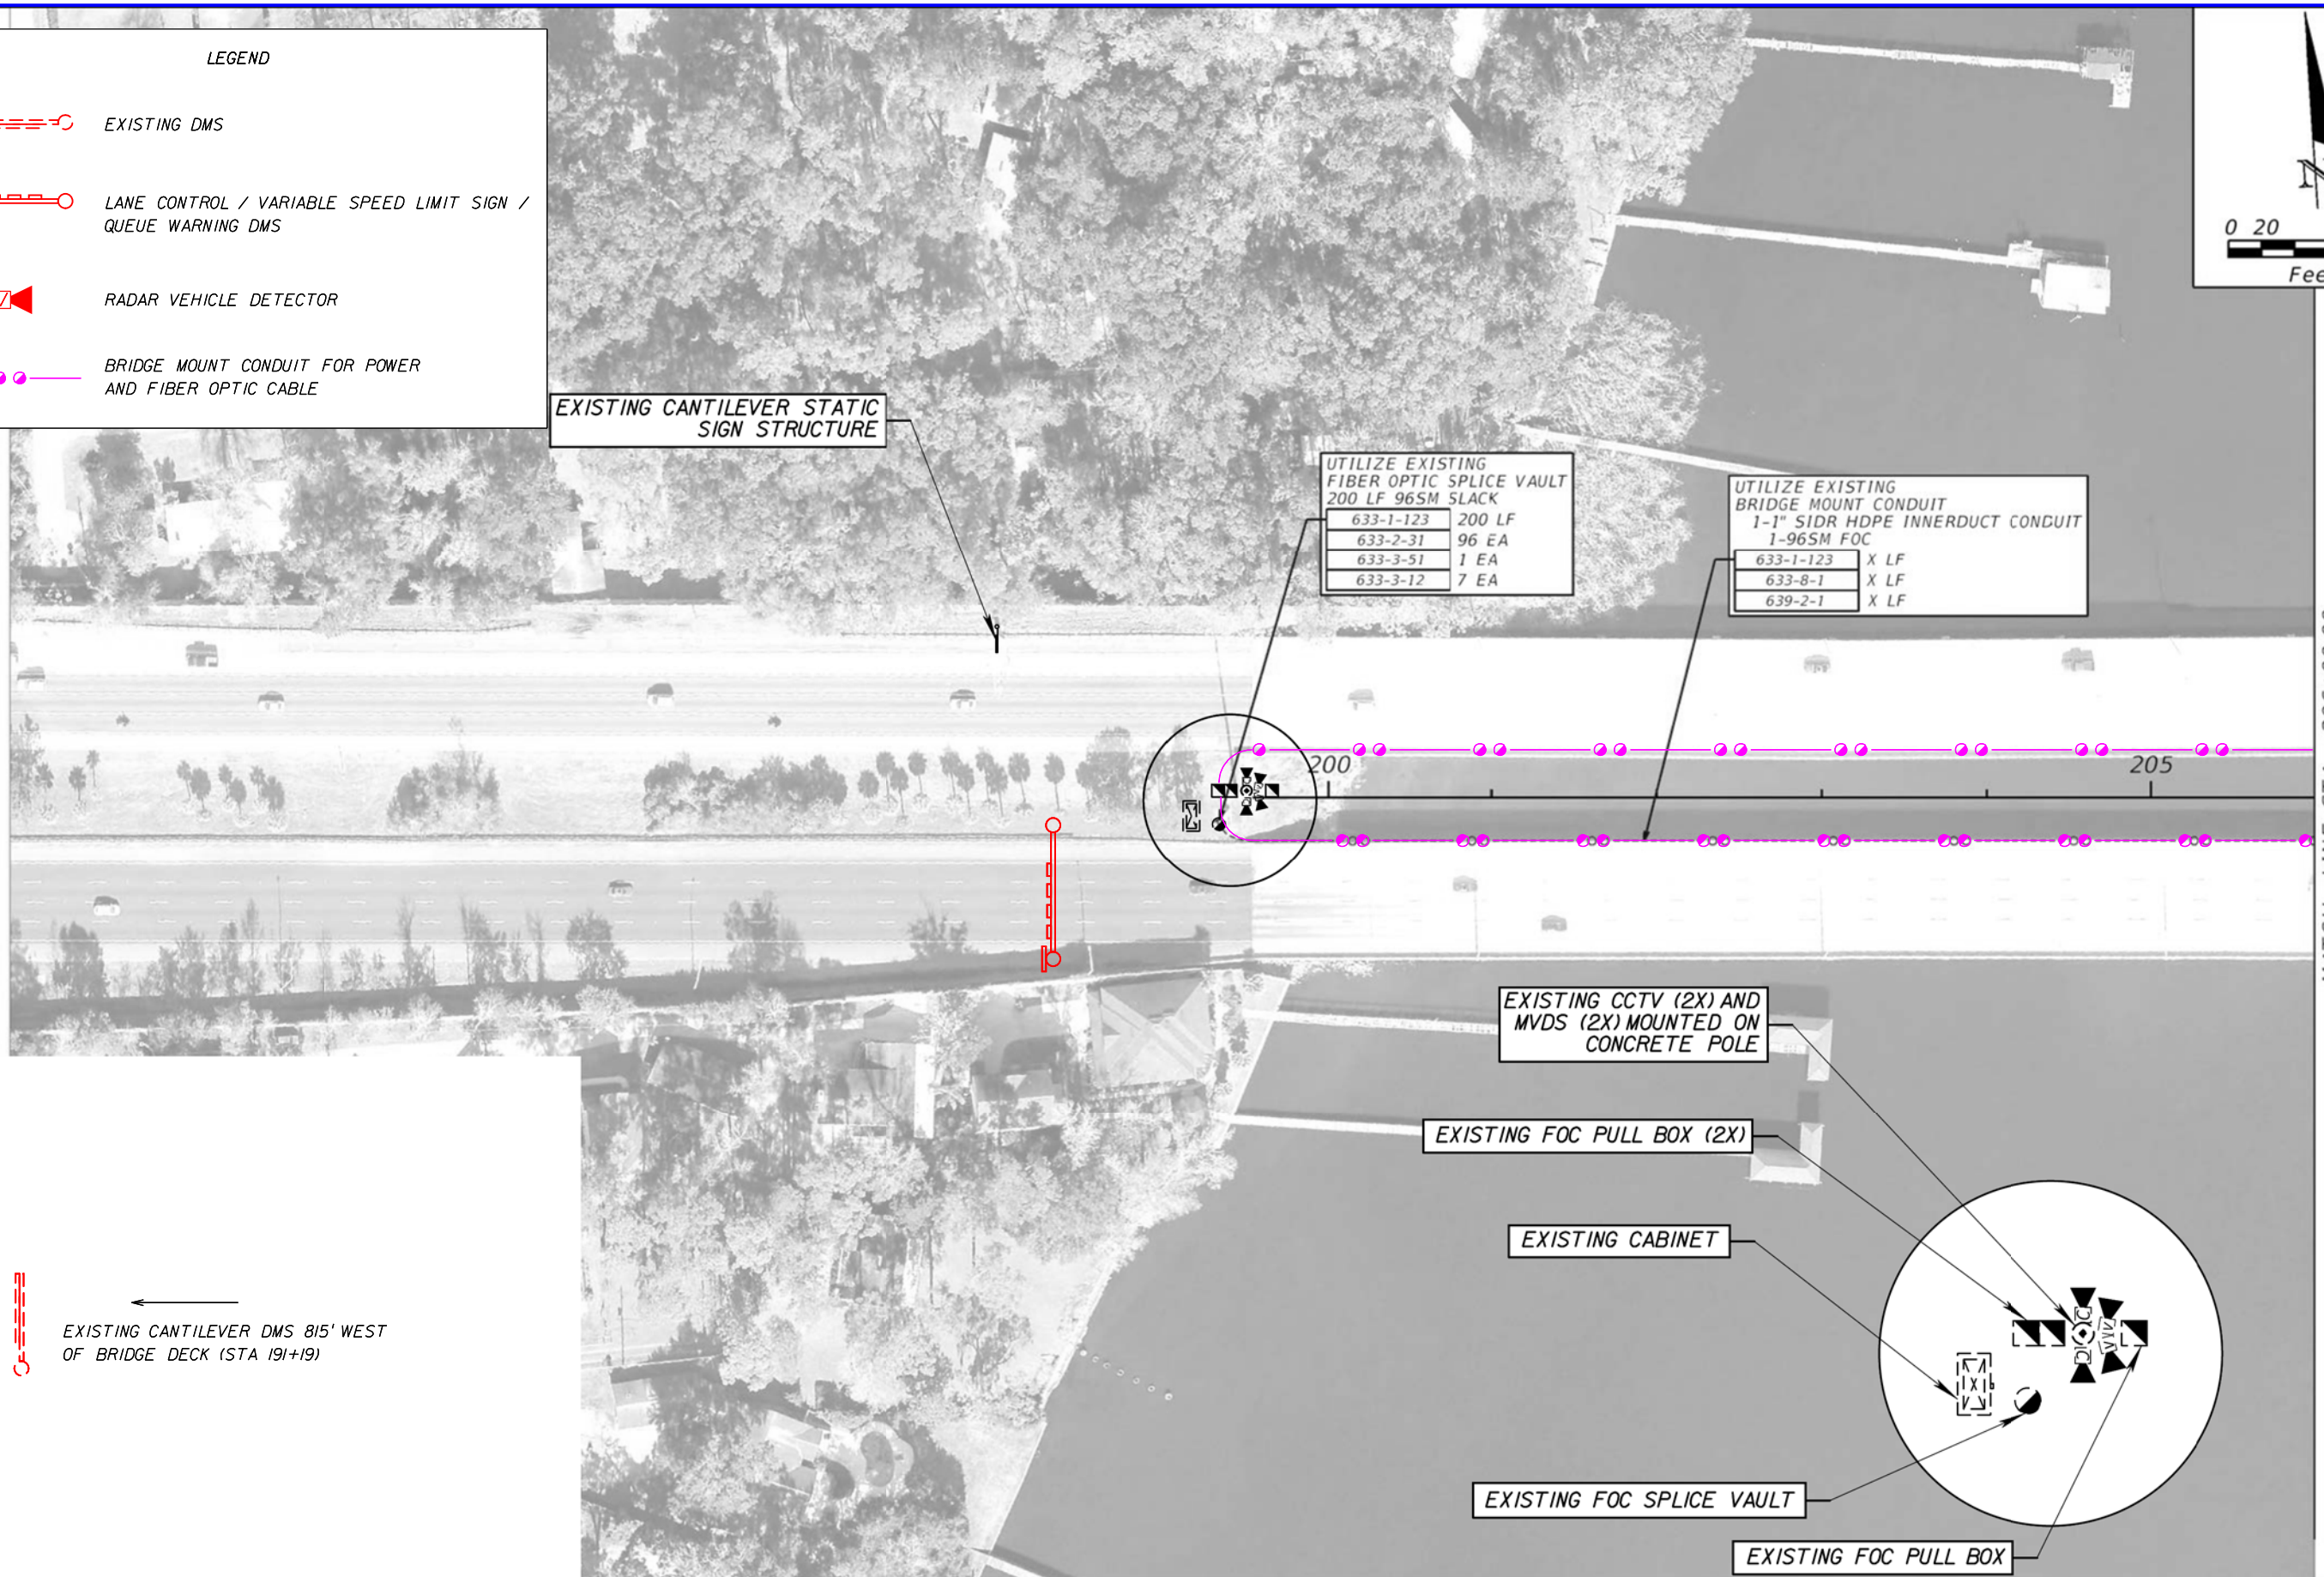 LEGEND
EXISTING DMS
LANE CONTROL / VARIABLE SPEED LIMIT SIGN /
QUEUE WARNING DMS
RADAR VEHICLE DETECTOR
BRIDGE MOUNT CONDUIT FOR POWER
AND FIBER OPTIC CABLE
N
0 20
Fee
EXISTING CANTILEVER STATIC
SIGN STRUCTURE
UTILIZE EXISTING
FIBER OPTIC SPLICE VAULT
200 LF 96SM SLACK
633-1-123 200 LF
633-2-31 96 EA
633-3-51 1 EA
633-3-12 7 EA
UTILIZE EXISTING
BRIDGE MOUNT CONDUIT
1-1" SIDR HDPE INNERDUCT CONDUIT
1-96SM FOC
633-1-123 X LF
633-8-1 X LF
639-2-1 X LF
200
205
EXISTING CCTV (2X) AND
MVDS (2X) MOUNTED ON
CONCRETE POLE
EXISTING FOC PULL BOX (2X)
EXISTING CABINET
EXISTING FOC SPLICE VAULT
EXISTING FOC PULL BOX
EXISTING CANTILEVER DMS 815' WEST
OF BRIDGE DECK (STA 191+19)